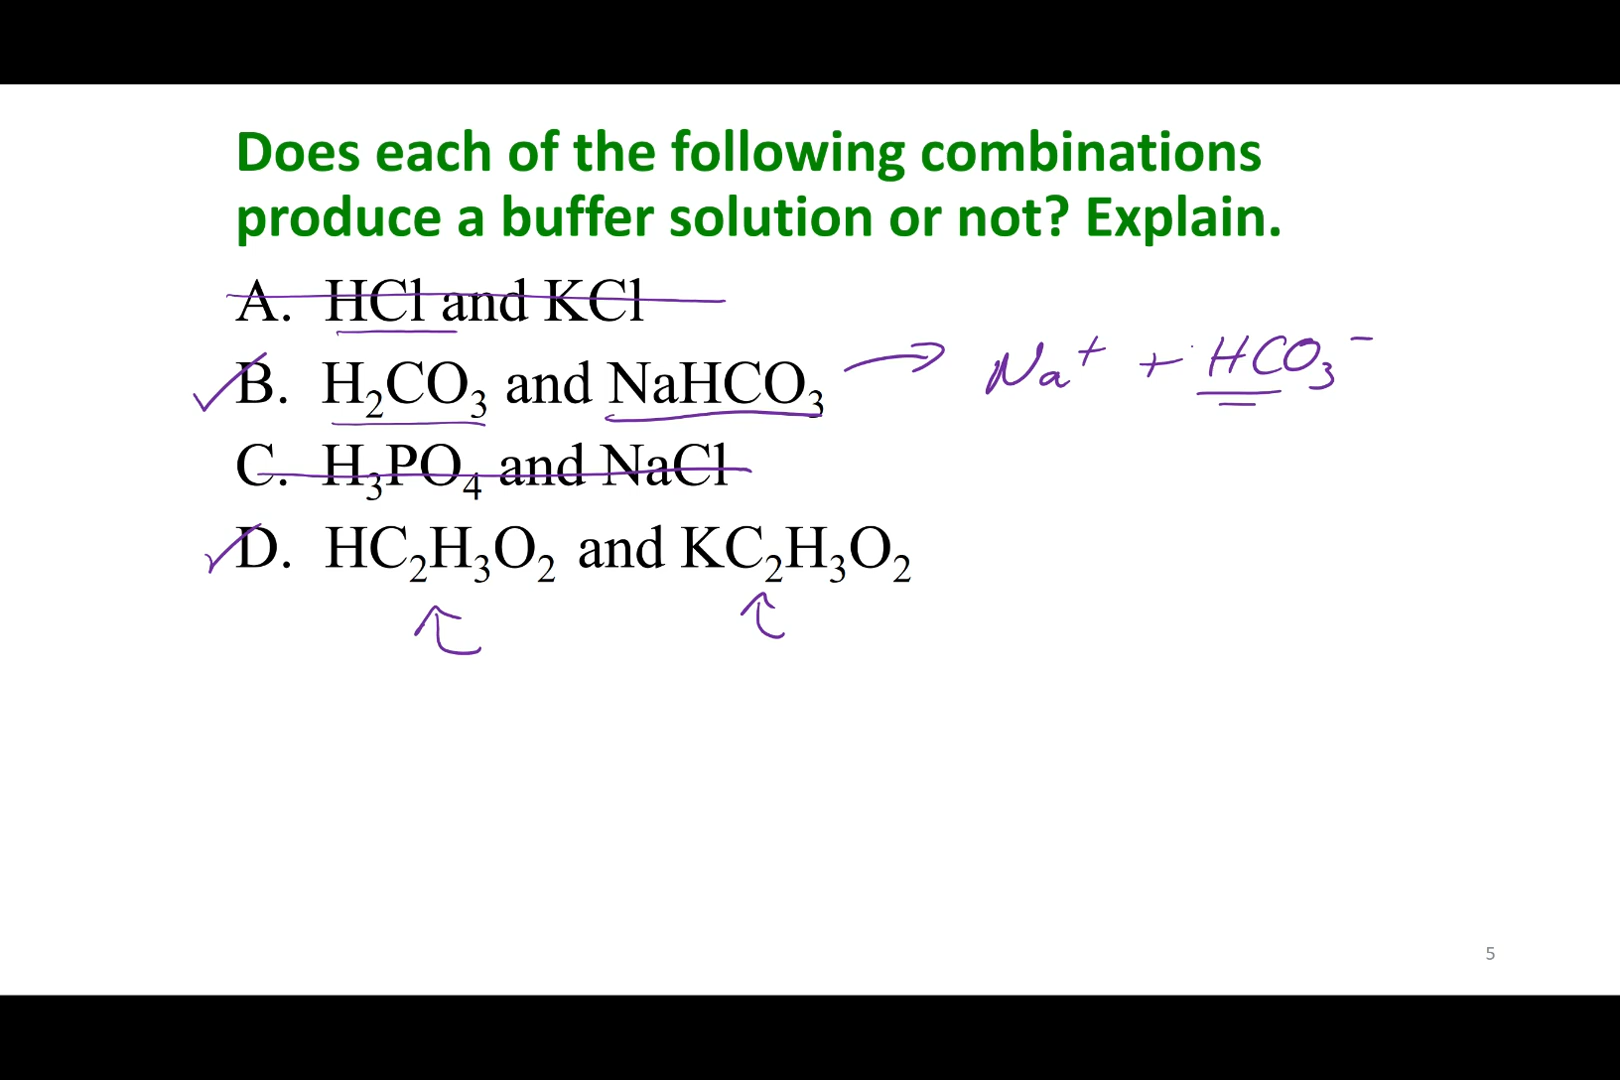 Does each of the following combinations
produce a buffer solution or not? Explain.
A. HCl and KCl
B. H₂CO₃ and NaHCO₃ → Na⁺ + HCO₃⁻
C. H₃PO₄ and NaCl
D. HC₂H₃O₂ and KC₂H₃O₂
5